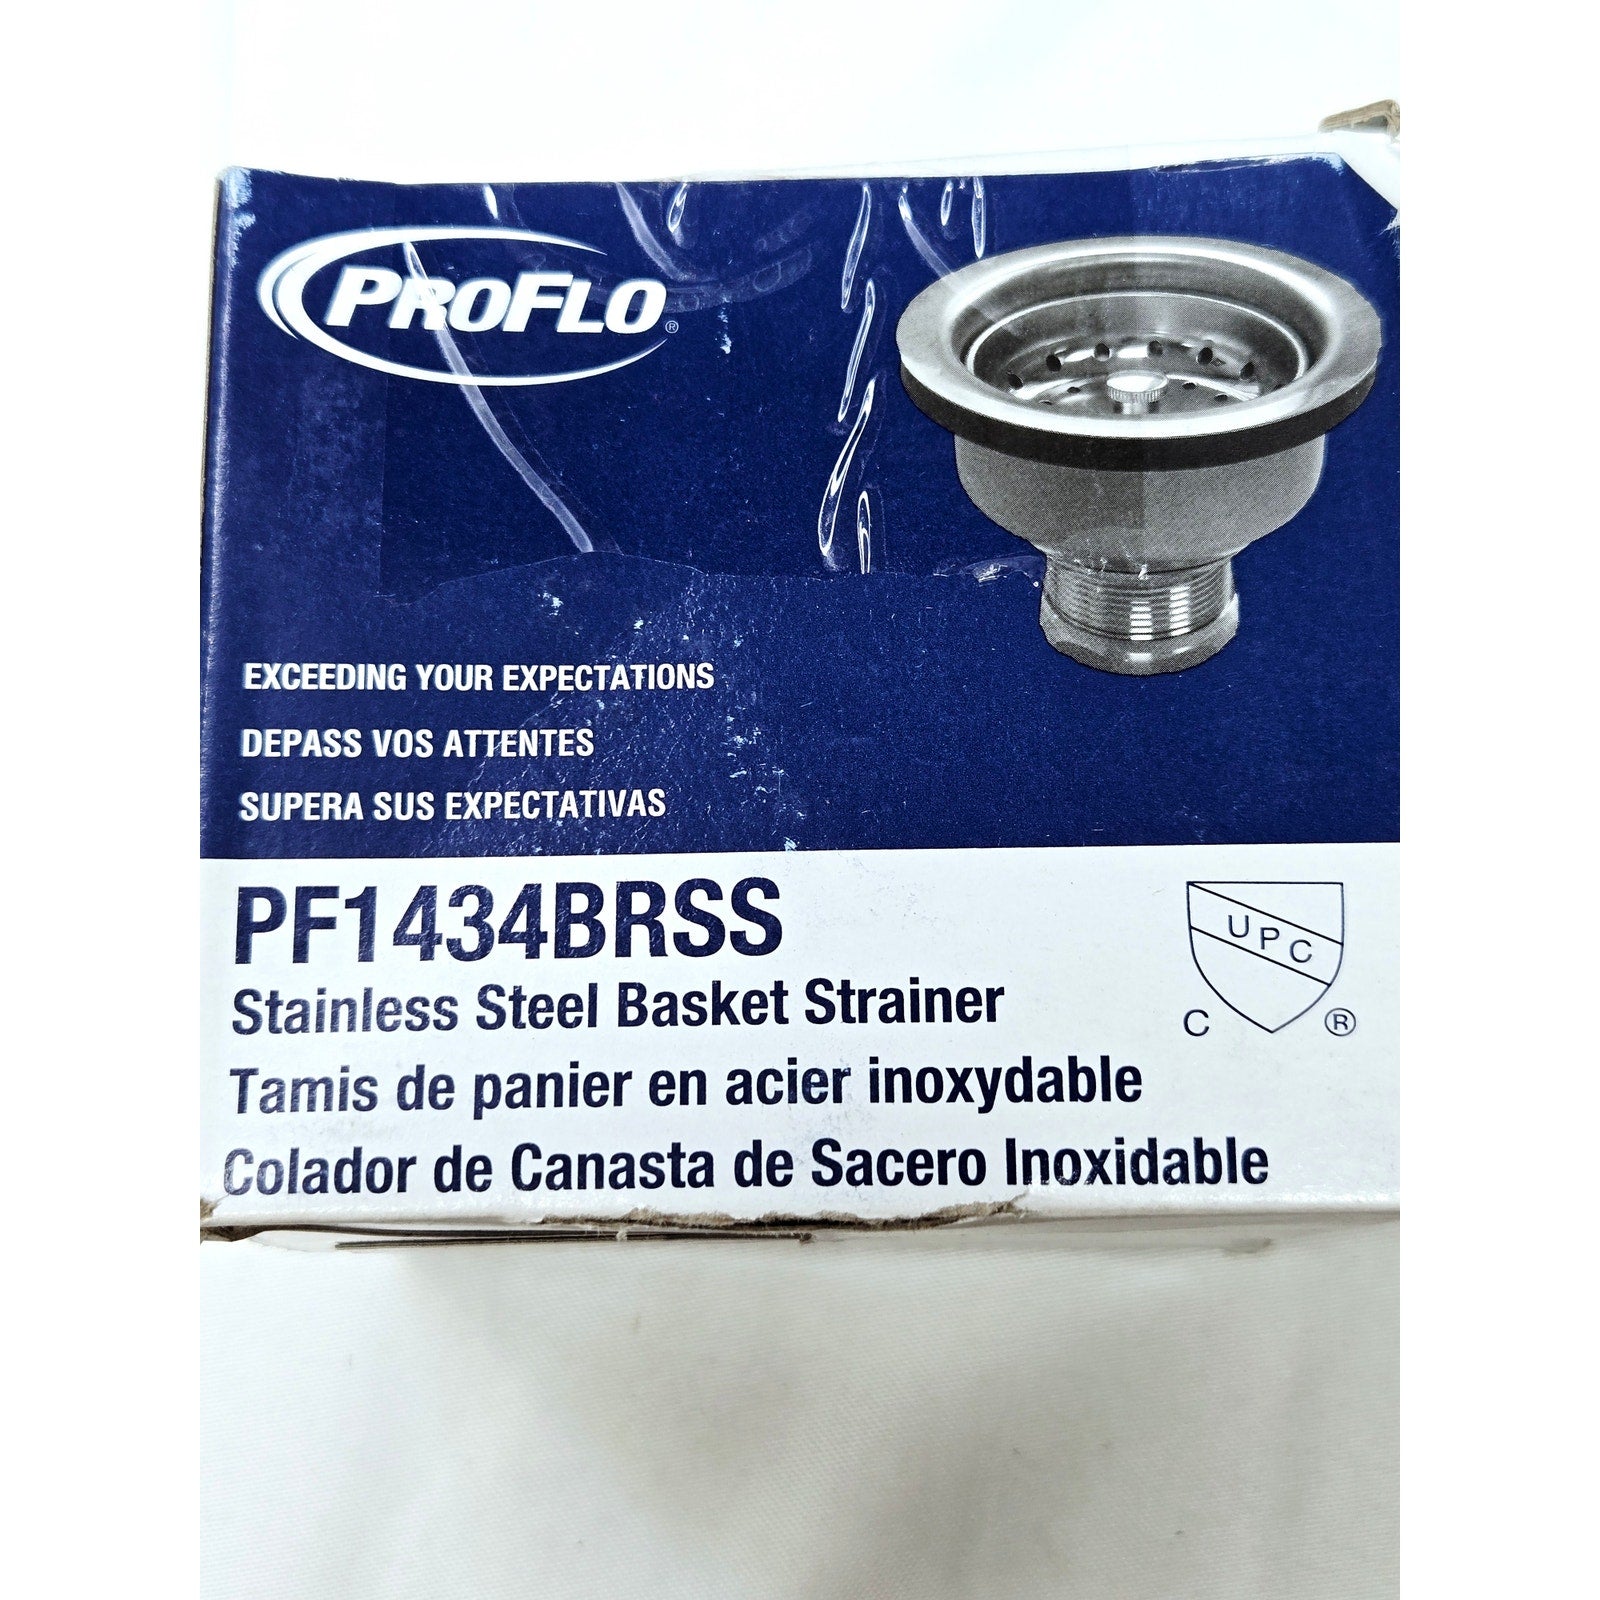 PROFLO®
EXCEEDING YOUR EXPECTATIONS
DEPASS VOS ATTENTES
SUPERA SUS EXPECTATIVAS
PF1434BRSS
Stainless Steel Basket Strainer
Tamis de panier en acier inoxydable
Colador de Canasta de Sacero Inoxidable
UPC
C ®